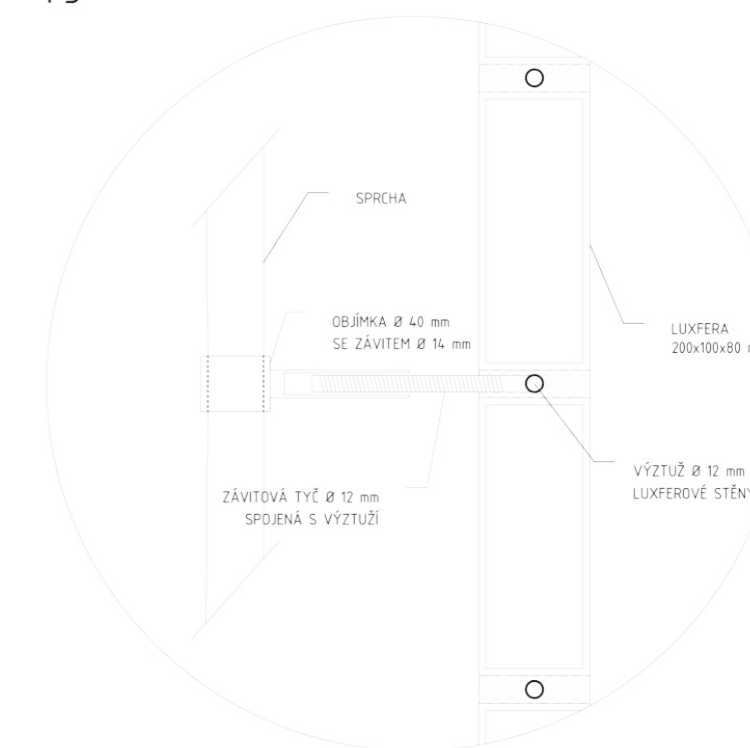 SPRCHA
OBJÍMKA Ø 40 mm
SE ZÁVITEM Ø 14 mm
LUXFERA
200x100x80
VÝZTUŽ Ø 12 mm
LUXFEROVÉ STĚNY
ZÁVITOVÁ TYČ Ø 12 mm
SPOJENÁ S VÝZTUŽÍ